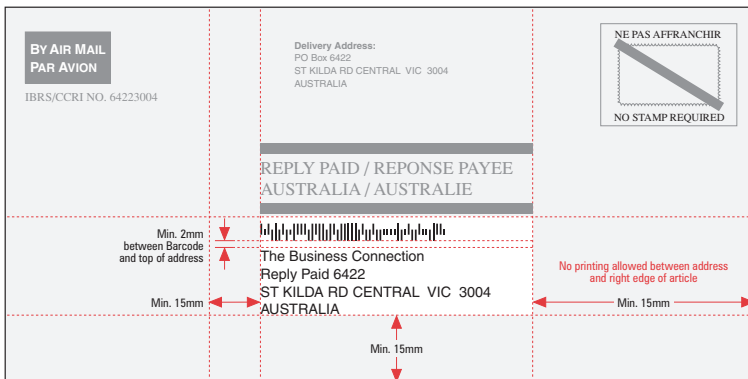 BY AIR MAIL
PAR AVION
IBRS/CCRI NO. 64223004
Delivery Address:
PO Box 6422
ST KILDA RD CENTRAL  VIC  3004
AUSTRALIA
NE PAS AFFRANCHIR
NO STAMP REQUIRED
REPLY PAID / REPONSE PAYEE
AUSTRALIA / AUSTRALIE
Min. 2mm
between Barcode
and top of address
The Business Connection
Reply Paid 6422
ST KILDA RD CENTRAL  VIC  3004
AUSTRALIA
No printing allowed between address
and right edge of article
Min. 15mm
Min. 15mm
Min. 15mm